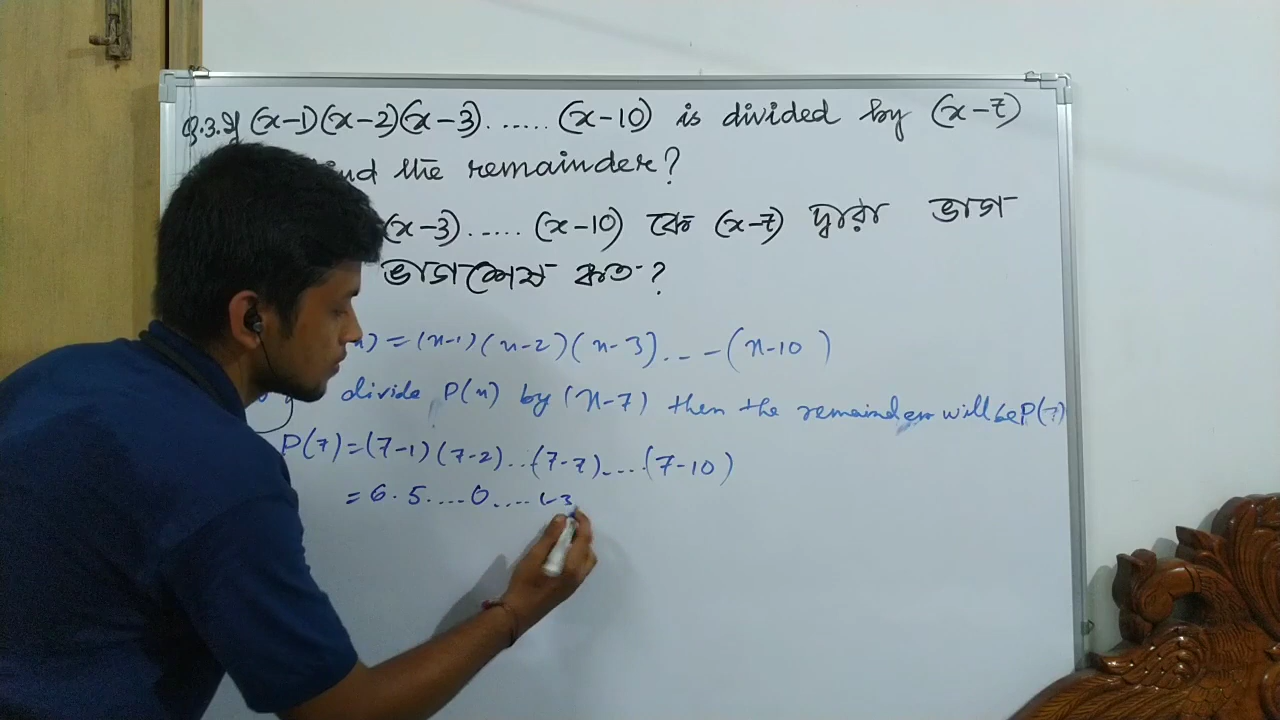 Q.3. If (x-1)(x-2)(x-3)......(x-10) is divided by (x-7)
find the remainder?
(x-3).....(x-10) কে (x-7) দ্বারা ভাগ
ভাগশেষ কত?
) = (x-1)(x-2)(x-3)...-(x-10)
divide P(x) by (x-7) then the remainder will be P(7)
P(7)=(7-1)(7-2)..(7-7)....(7-10)
= 6.5....0....(-3